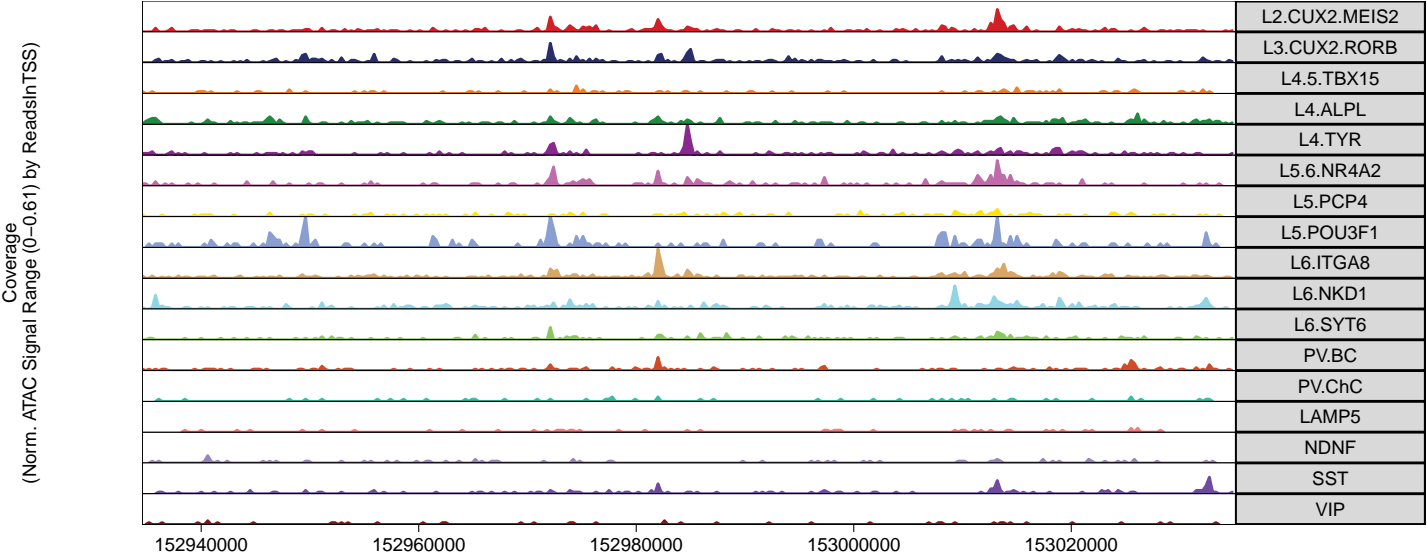 Coverage
(Norm. ATAC Signal Range (0–0.61) by ReadsInTSS)
L2.CUX2.MEIS2
L3.CUX2.RORB
L4.5.TBX15
L4.ALPL
L4.TYR
L5.6.NR4A2
L5.PCP4
L5.POU3F1
L6.ITGA8
L6.NKD1
L6.SYT6
PV.BC
PV.ChC
LAMP5
NDNF
SST
VIP
152940000 152960000 152980000 153000000 153020000